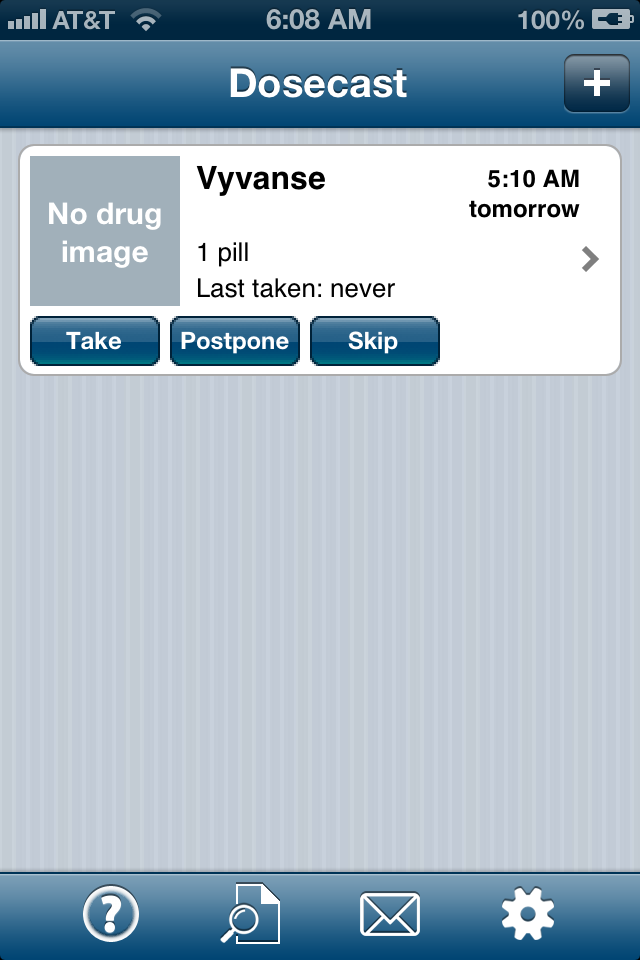 AT&T 6:08 AM 100%
Dosecast
+
No drug
image
Vyvanse
5:10 AM
tomorrow
1 pill
Last taken: never
Take Postpone Skip
?